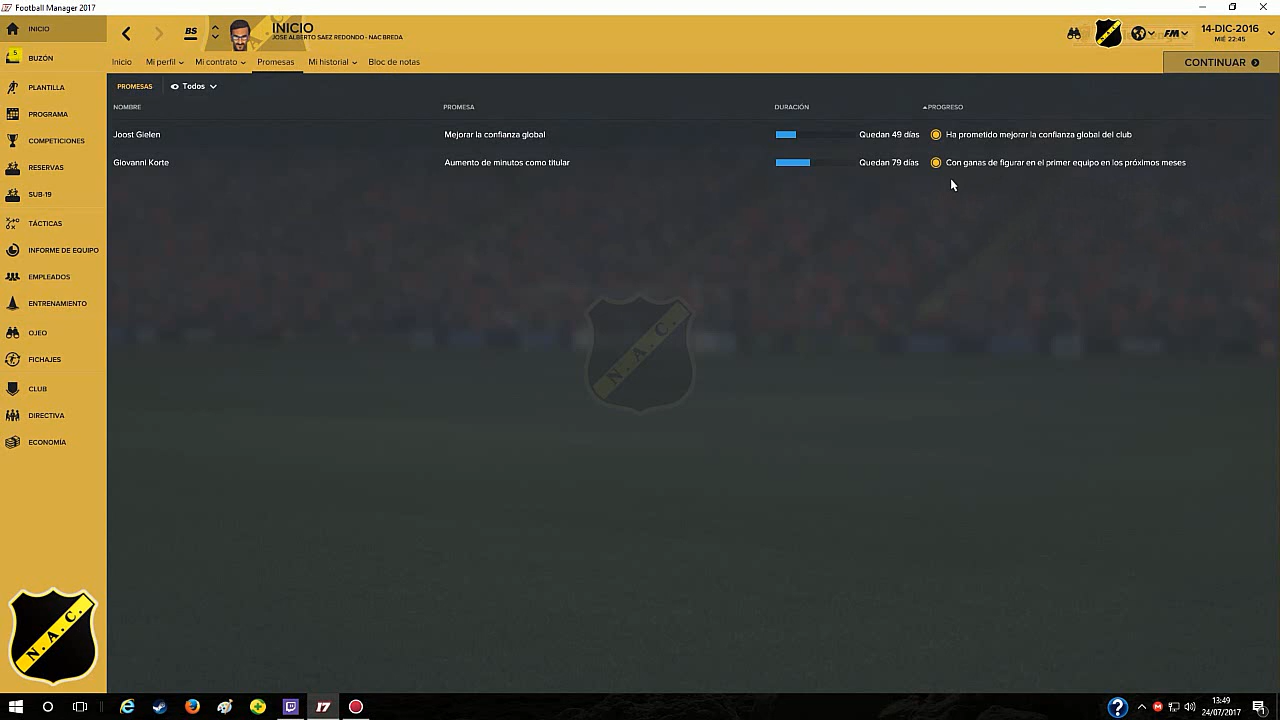 Football Manager 2017
INICIO
BS
INICIO
JOSE ALBERTO SAEZ REDONDO - NAC BREDA
FM
14-DIC-2016
MIÉ 22:45
5
BUZÓN
Inicio
Mi perfil
Mi contrato
Promesas
Mi historial
Bloc de notas
CONTINUAR
PLANTILLA
PROMESAS
Todos
PROGRAMA
NOMBRE
PROMESA
DURACIÓN
PROGRESO
COMPETICIONES
Joost Gielen
Mejorar la confianza global
Quedan 49 días
Ha prometido mejorar la confianza global del club
RESERVAS
Giovanni Korte
Aumento de minutos como titular
Quedan 79 días
Con ganas de figurar en el primer equipo en los próximos meses
SUB-19
TÁCTICAS
INFORME DE EQUIPO
EMPLEADOS
ENTRENAMIENTO
OJEO
FICHAJES
CLUB
DIRECTIVA
ECONOMÍA
N.A.C.
N.A.C.
17
13:49
24/07/2017